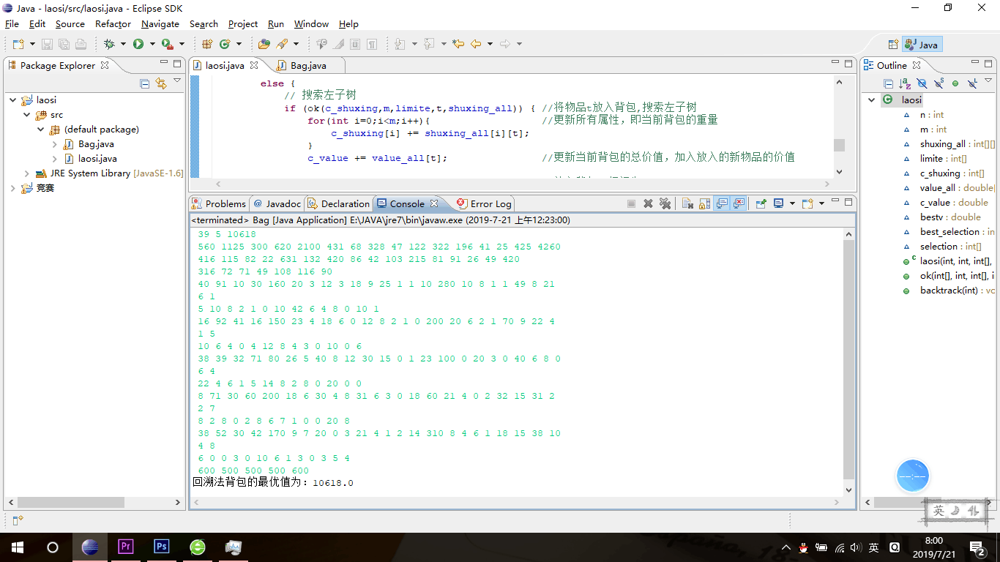 Java - laosi/src/laosi.java - Eclipse SDK
File Edit Source Refactor Navigate Search Project Run Window Help
Java
Package Explorer
laosi
src
(default package)
Bag.java
laosi.java
JRE System Library [JavaSE-1.6]
竞赛
laosi.java Bag.java
else {
// 搜索左子树
if (ok(c_shuxing,m,limite,t,shuxing_all)) { //将物品t放入背包,搜索左子树
for(int i=0;i<m;i++){ //更新所有属性，即当前背包的重量
c_shuxing[i] += shuxing_all[i][t];
}
c_value += value_all[t]; //更新当前背包的总价值，加入放入的新物品的价值
Problems @ Javadoc Declaration Console Error Log
<terminated> Bag [Java Application] E:\JAVA\jre7\bin\javaw.exe (2019-7-21 上午12:23:00)
39 5 10618
560 1125 300 620 2100 431 68 328 47 122 322 196 41 25 425 4260
416 115 82 22 631 132 420 86 42 103 215 81 91 26 49 420
316 72 71 49 108 116 90
40 91 10 30 160 20 3 12 3 18 9 25 1 1 10 280 10 8 1 1 49 8 21
6 1
5 10 8 2 1 0 10 42 6 4 8 0 10 1
16 92 41 16 150 23 4 18 6 0 12 8 2 1 0 200 20 6 2 1 70 9 22 4
1 5
10 6 4 0 4 12 8 4 3 0 10 0 6
38 39 32 71 80 26 5 40 8 12 30 15 0 1 23 100 0 20 3 0 40 6 8 0
6 4
22 4 6 1 5 14 8 2 8 0 20 0 0
8 71 30 60 200 18 6 30 4 8 31 6 3 0 18 60 21 4 0 2 32 15 31 2
2 7
8 2 8 0 2 8 6 7 1 0 0 20 8
38 52 30 42 170 9 7 20 0 3 21 4 1 2 14 310 8 4 6 1 18 15 38 10
4 8
6 0 0 3 0 10 6 1 3 0 3 5 4
600 500 500 500 600
回溯法背包的最优值为：10618.0
Outline
laosi
n : int
m : int
shuxing_all : int[][]
limite : int[]
c_shuxing : int[]
value_all : double[
c_value : double
bestv : double
best_selection : in
selection : int[]
laosi(int, int, int[],
ok(int[], int, int[], i
backtrack(int) : vo
英
Pr Ps 英 8:00
2019/7/21
2